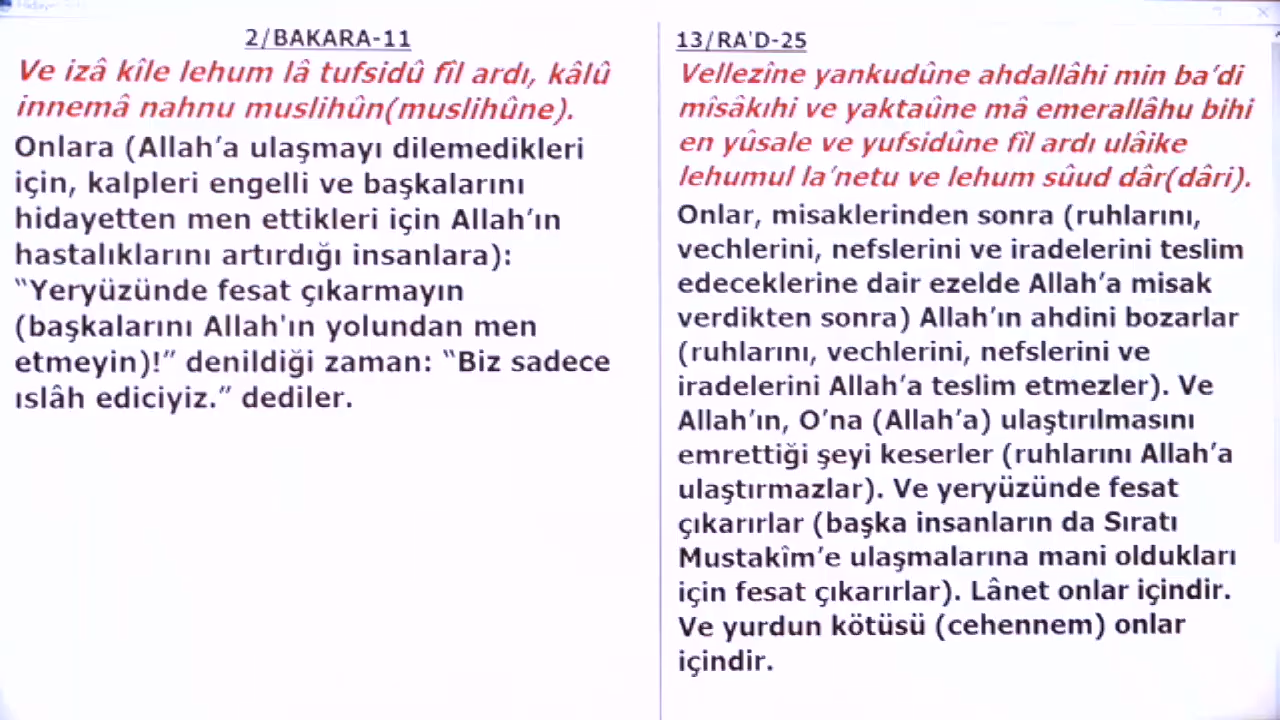 2/BAKARA-11
Ve izâ kîle lehum lâ tufsidû fîl ardı, kâlû
innemâ nahnu muslihûn(muslihûne).
Onlara (Allah’a ulaşmayı dilemedikleri
için, kalpleri engelli ve başkalarını
hidayetten men ettikleri için Allah’ın
hastalıklarını artırdığı insanlara):
“Yeryüzünde fesat çıkarmayın
(başkalarını Allah'ın yolundan men
etmeyin)!” denildiği zaman: “Biz sadece
ıslâh ediciyiz.” dediler.
13/RA'D-25
Vellezîne yankudûne ahdallâhi min ba’di
mîsâkıhi ve yaktaûne mâ emerallâhu bihi
en yûsale ve yufsidûne fîl ardı ulâike
lehumul la’netu ve lehum sûud dâr(dâri).
Onlar, misaklerinden sonra (ruhlarını,
vechlerini, nefslerini ve iradelerini teslim
edeceklerine dair ezelde Allah’a misak
verdikten sonra) Allah’ın ahdini bozarlar
(ruhlarını, vechlerini, nefslerini ve
iradelerini Allah’a teslim etmezler). Ve
Allah’ın, O’na (Allah’a) ulaştırılmasını
emrettiği şeyi keserler (ruhlarını Allah’a
ulaştırmazlar). Ve yeryüzünde fesat
çıkarırlar (başka insanların da Sıratı
Mustakîm’e ulaşmalarına mani oldukları
için fesat çıkarırlar). Lânet onlar içindir.
Ve yurdun kötüsü (cehennem) onlar
içindir.